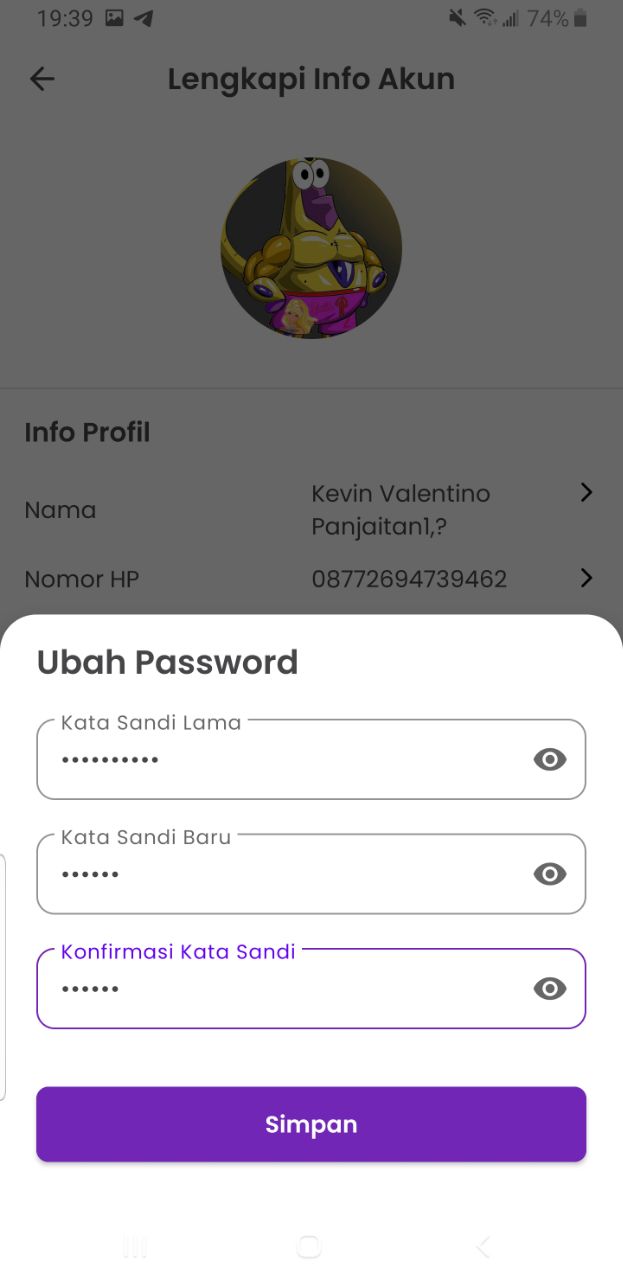 19:39 74%
Lengkapi Info Akun
Info Profil
Nama
Kevin Valentino
Panjaitan1,?
Nomor HP 08772694739462
Ubah Password
Kata Sandi Lama
••••••••••
Kata Sandi Baru
••••••
Konfirmasi Kata Sandi
••••••
Simpan